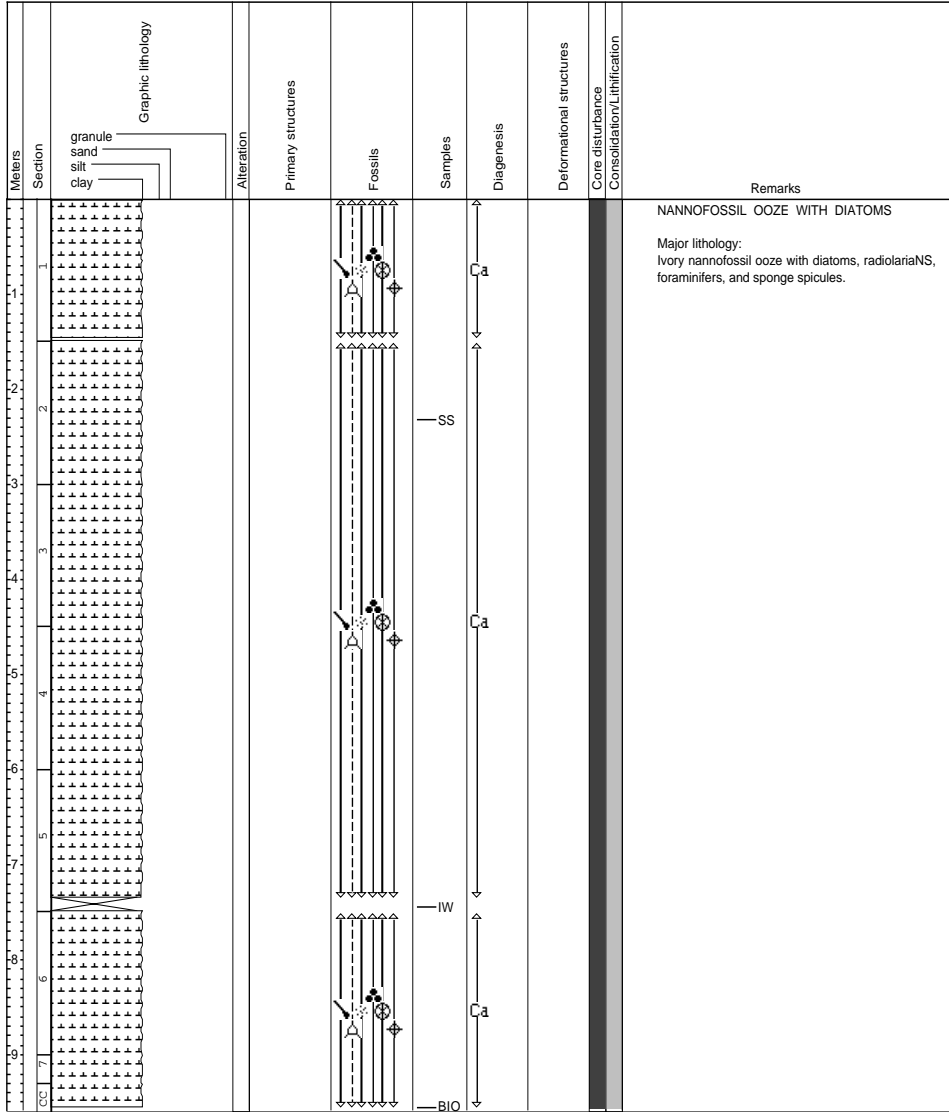 Meters
Section
Graphic lithology
granule
sand
silt
clay
Alteration
Primary structures
Fossils
Samples
Diagenesis
Deformational structures
Core disturbance
Consolidation/Lithification
Remarks
NANNOFOSSIL OOZE WITH DIATOMS
Major lithology:
Ivory nannofossil ooze with diatoms, radiolariaNS,
foraminifers, and sponge spicules.
1
Ca
1
2
2
SS
3
3
4
Ca
5
4
6
5
7
IW
8
6
Ca
9
7
CC
BIO